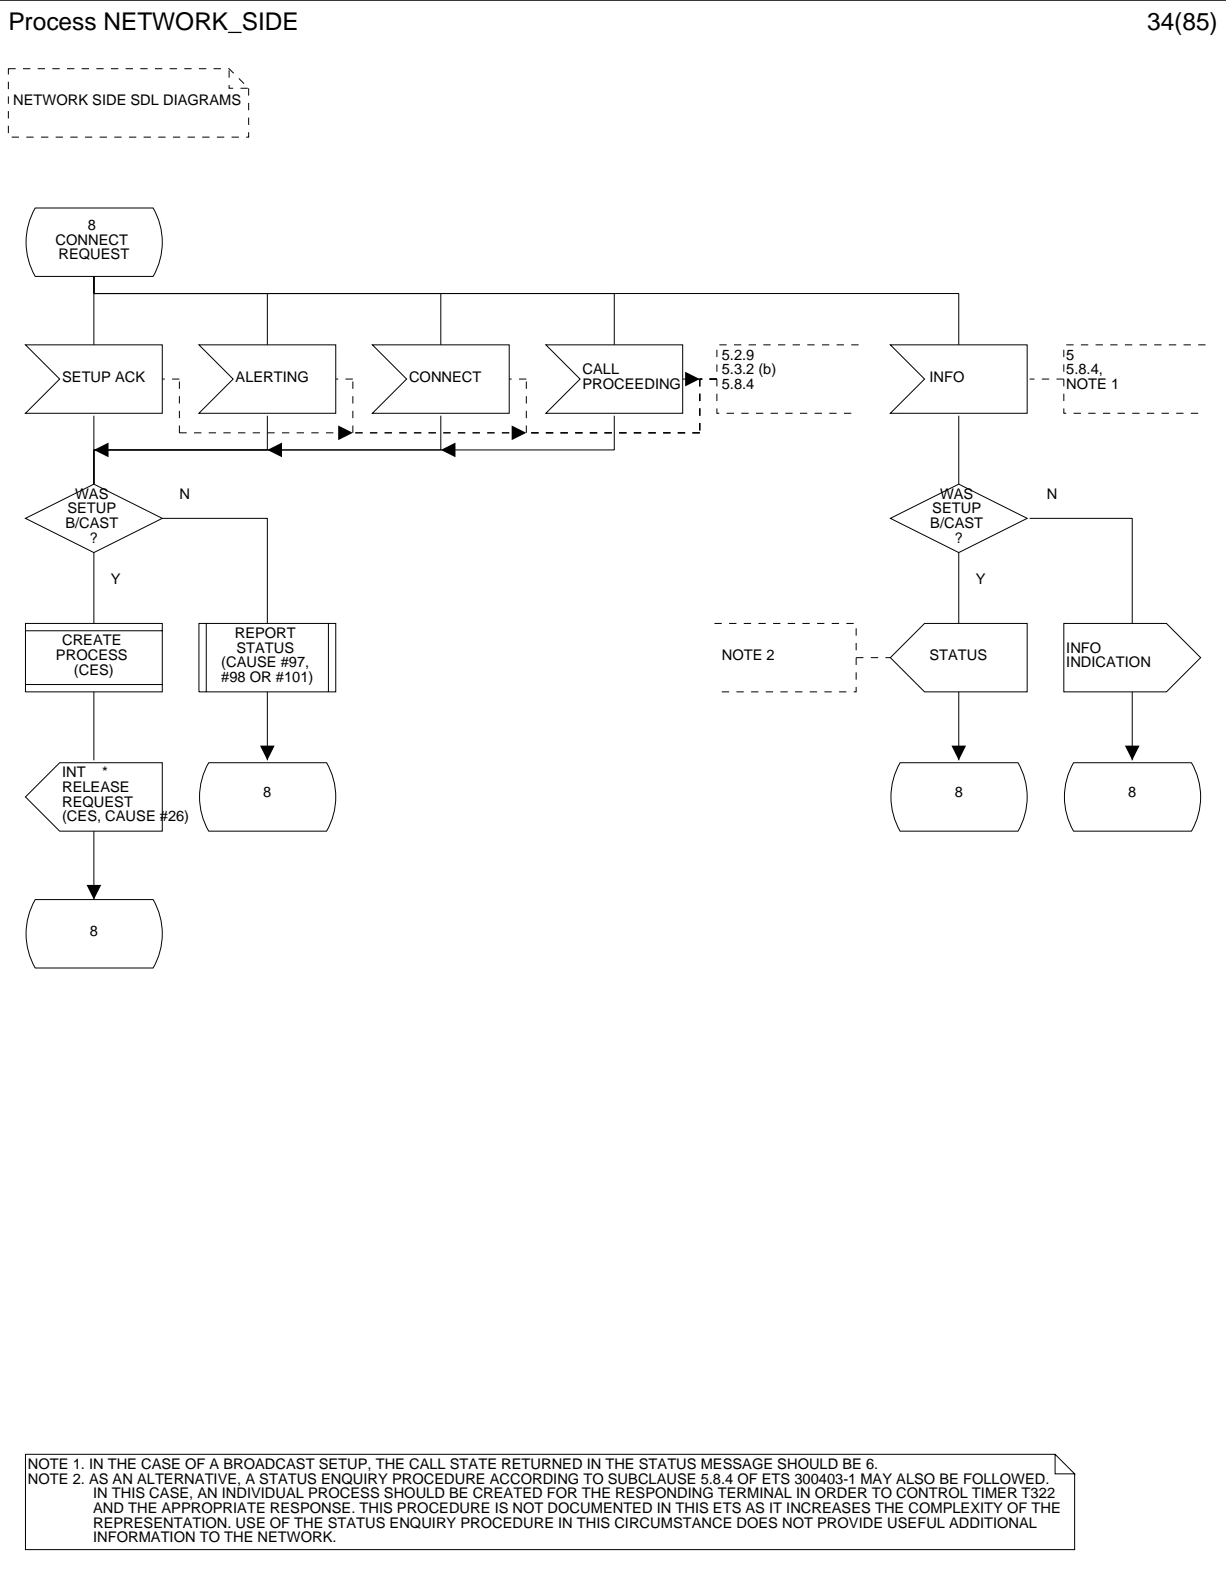 Process NETWORK_SIDE
34(85)
NETWORK SIDE SDL DIAGRAMS
8
CONNECT
REQUEST
SETUP ACK
ALERTING
CONNECT
CALL
PROCEEDING
5.2.9
5.3.2 (b)
5.8.4
INFO
5
5.8.4,
NOTE 1
WAS
SETUP
B/CAST
?
N
Y
WAS
SETUP
B/CAST
?
N
Y
CREATE
PROCESS
(CES)
REPORT
STATUS
(CAUSE #97,
#98 OR #101)
NOTE 2
STATUS
INFO
INDICATION
INT *
RELEASE
REQUEST
(CES, CAUSE #26)
8
8
8
8
NOTE 1. IN THE CASE OF A BROADCAST SETUP, THE CALL STATE RETURNED IN THE STATUS MESSAGE SHOULD BE 6.
NOTE 2. AS AN ALTERNATIVE, A STATUS ENQUIRY PROCEDURE ACCORDING TO SUBCLAUSE 5.8.4 OF ETS 300403-1 MAY ALSO BE FOLLOWED.
IN THIS CASE, AN INDIVIDUAL PROCESS SHOULD BE CREATED FOR THE RESPONDING TERMINAL IN ORDER TO CONTROL TIMER T322
AND THE APPROPRIATE RESPONSE. THIS PROCEDURE IS NOT DOCUMENTED IN THIS ETS AS IT INCREASES THE COMPLEXITY OF THE
REPRESENTATION. USE OF THE STATUS ENQUIRY PROCEDURE IN THIS CIRCUMSTANCE DOES NOT PROVIDE USEFUL ADDITIONAL
INFORMATION TO THE NETWORK.